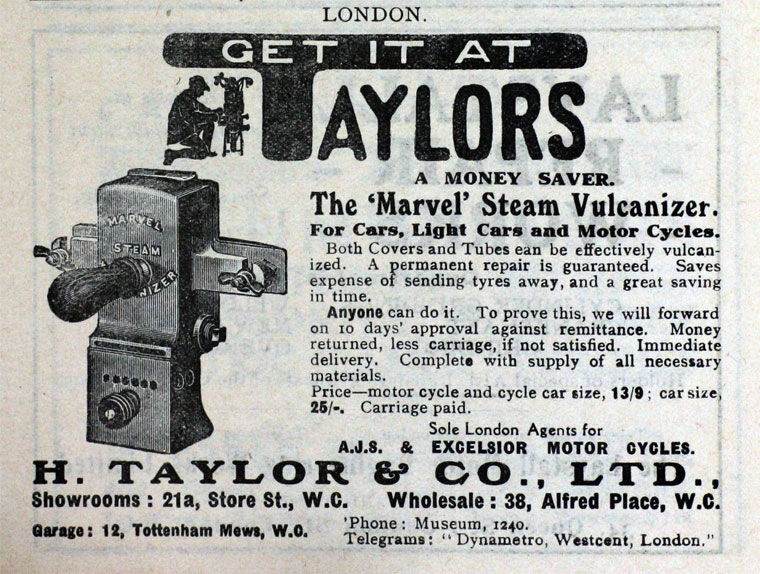 LONDON.
GET IT AT
TAYLORS
A MONEY SAVER.
The ‘Marvel’ Steam Vulcanizer.
For Cars, Light Cars and Motor Cycles.
Both Covers and Tubes ean be effectively vulcan-
ized. A permanent repair is guaranteed. Saves
expense of sending tyres away, and a great saving
in time.
Anyone can do it. To prove this, we will forward
on 10 days' approval against remittance. Money
returned, less carriage, if not satisfied. Immediate
delivery. Complete with supply of all necessary
materials.
Price—motor cycle and cycle car size, 13/9; car size,
25/-. Carriage paid.
MARVEL
STEAM
Sole London Agents for
A.J.S. & EXCELSIOR MOTOR CYCLES.
H. TAYLOR & CO., LTD.,
Showrooms: 21a, Store St., W.C. Wholesale: 38, Alfred Place, W.C.
Garage: 12, Tottenham Mews, W.C.
'Phone: Museum, 1240.
Telegrams: "Dynametro, Westcent, London."